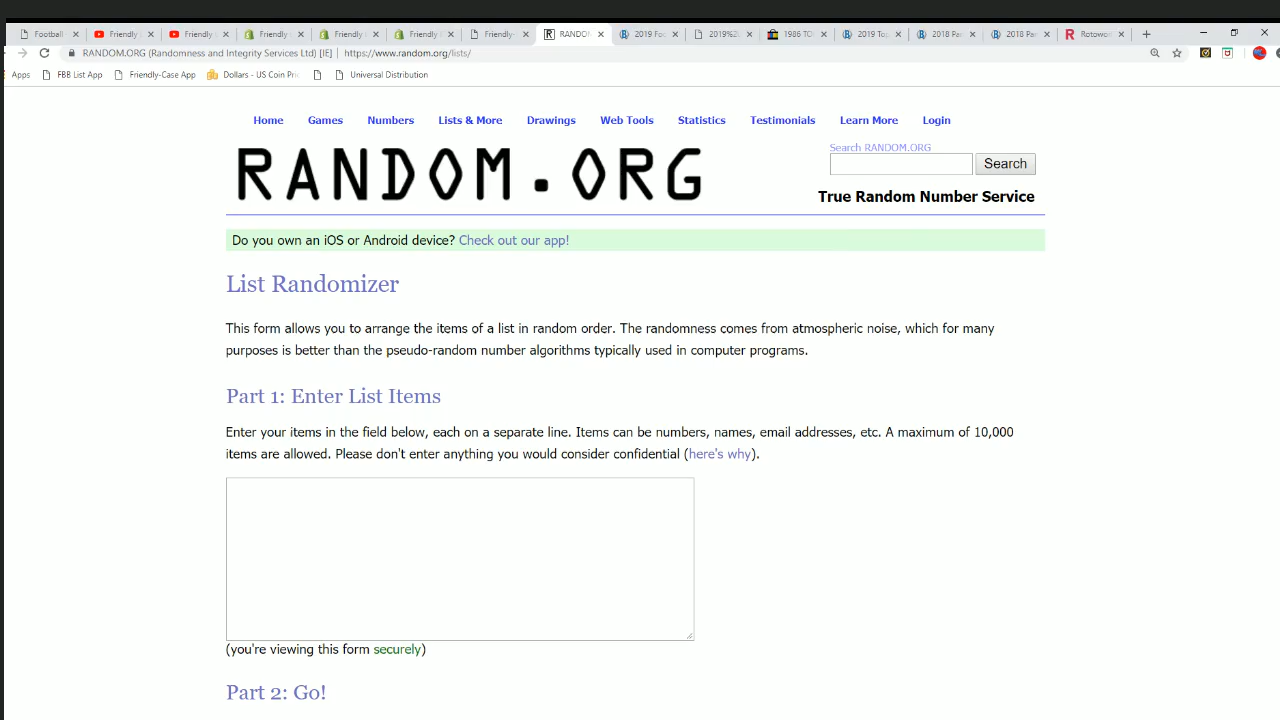 Football
Friendly
Friendly
Friendly
Friendly
Friendly
Friendly-
RANDO
2019 Foo
2019%2
1986 TO
2019 Top
2018 Pa
2018 Pa
Rotowor
RANDOM.ORG (Randomness and Integrity Services Ltd) [IE] | https://www.random.org/lists/
Apps FBB List App Friendly-Case App Dollars - US Coin Pri Universal Distribution
Home Games Numbers Lists & More Drawings Web Tools Statistics Testimonials Learn More Login
RANDOM.ORG
Search RANDOM.ORG
Search
True Random Number Service
Do you own an iOS or Android device? Check out our app!
List Randomizer
This form allows you to arrange the items of a list in random order. The randomness comes from atmospheric noise, which for many
purposes is better than the pseudo-random number algorithms typically used in computer programs.
Part 1: Enter List Items
Enter your items in the field below, each on a separate line. Items can be numbers, names, email addresses, etc. A maximum of 10,000
items are allowed. Please don't enter anything you would consider confidential (here's why).
(you're viewing this form securely)
Part 2: Go!